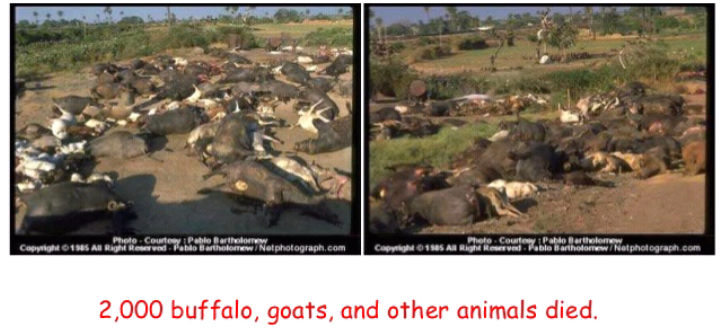 Photo - Courtesy : Pablo Bartholomew
Copyright © 1985 All Right Reserved - Pablo Bartholomew / Netphotograph.com
Photo - Courtesy : Pablo Bartholomew
Copyright © 1985 All Right Reserved - Pablo Bartholomew / Netphotograph.com
2,000 buffalo, goats, and other animals died.